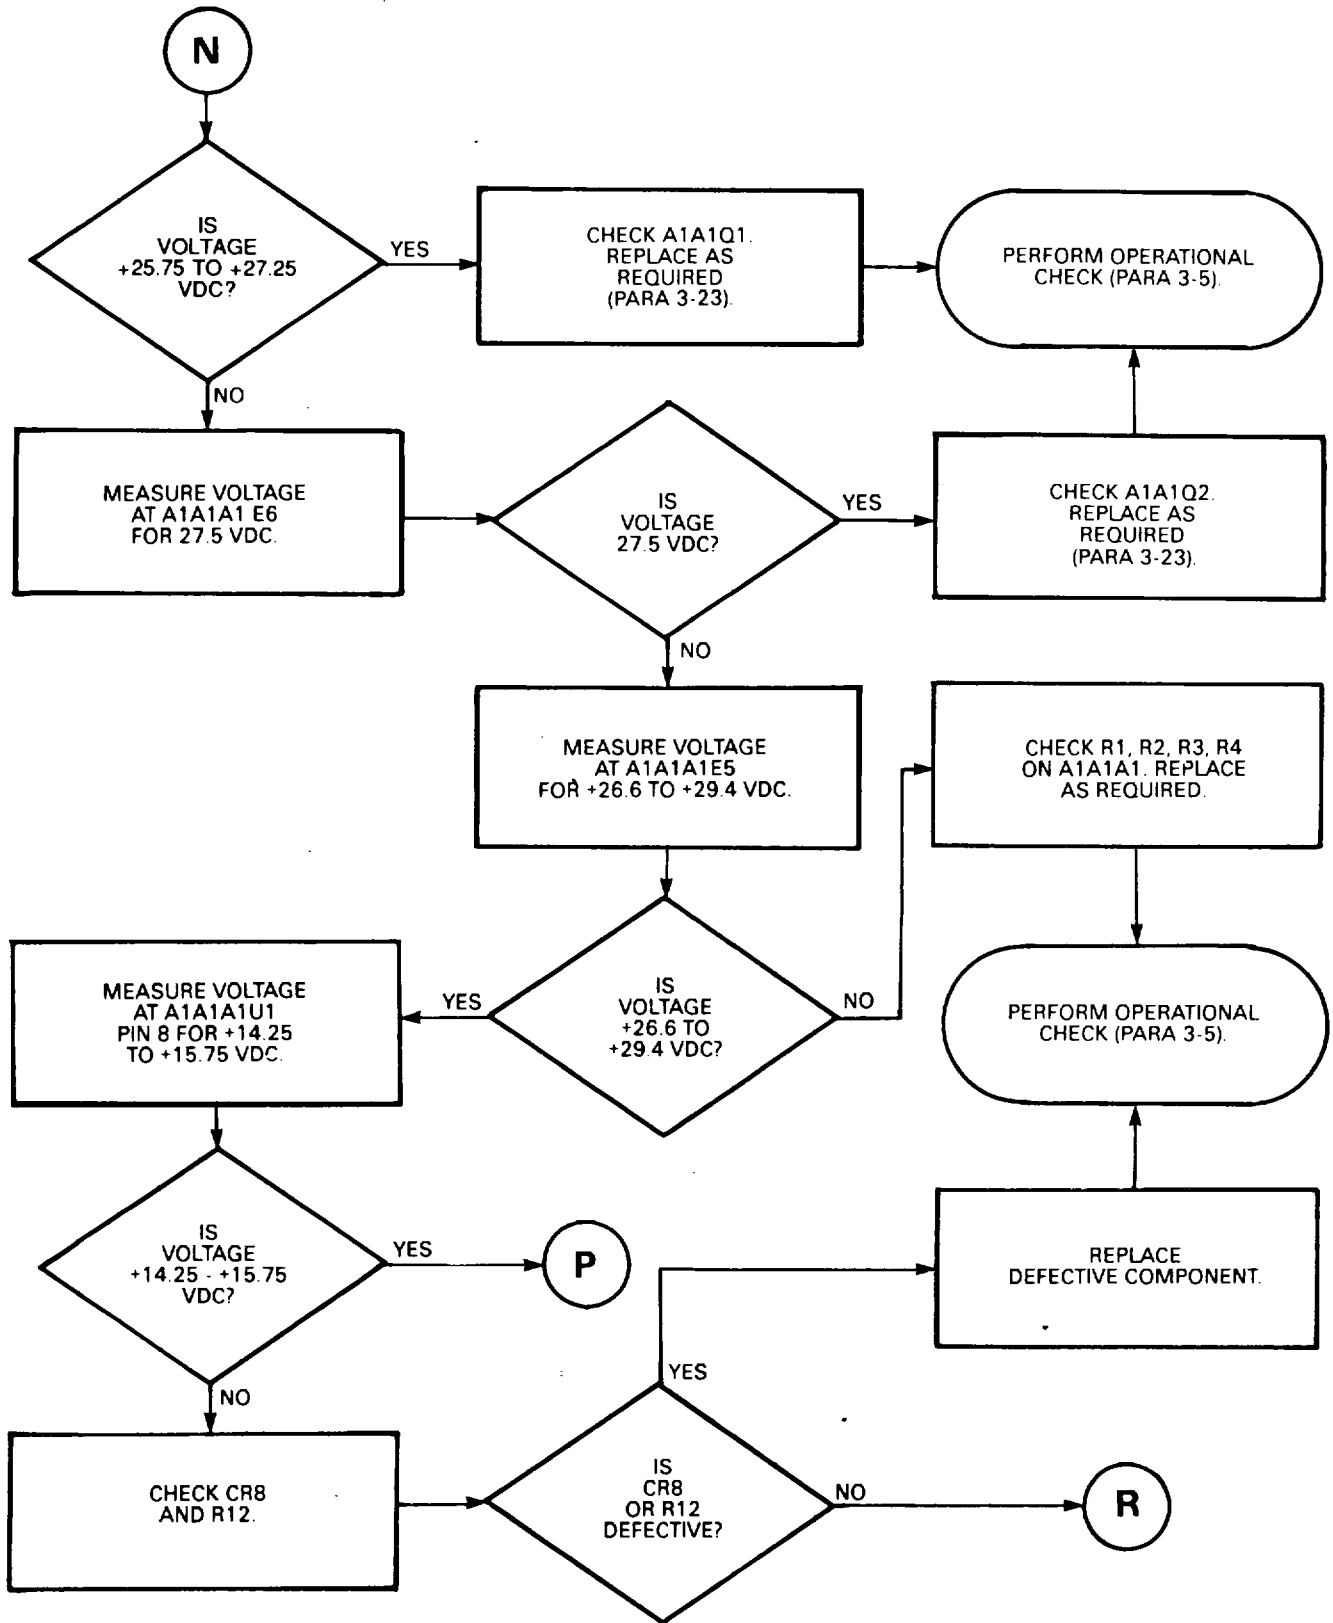 N
IS
VOLTAGE
+25.75 TO +27.25
VDC?
YES
CHECK A1A1Q1.
REPLACE AS
REQUIRED
(PARA 3-23).
PERFORM OPERATIONAL
CHECK (PARA 3-5).
NO
MEASURE VOLTAGE
AT A1A1A1 E6
FOR 27.5 VDC.
IS
VOLTAGE
27.5 VDC?
YES
CHECK A1A1Q2.
REPLACE AS
REQUIRED
(PARA 3-23).
NO
MEASURE VOLTAGE
AT A1A1A1E5
FOR +26.6 TO +29.4 VDC.
CHECK R1, R2, R3, R4
ON A1A1A1. REPLACE
AS REQUIRED.
MEASURE VOLTAGE
AT A1A1A1U1
PIN 8 FOR +14.25
TO +15.75 VDC.
YES
IS
VOLTAGE
+26.6 TO
+29.4 VDC?
NO
PERFORM OPERATIONAL
CHECK (PARA 3-5).
IS
VOLTAGE
+14.25 - +15.75
VDC?
YES
P
REPLACE
DEFECTIVE COMPONENT.
NO
CHECK CR8
AND R12.
YES
IS
CR8
OR R12
DEFECTIVE?
NO
R